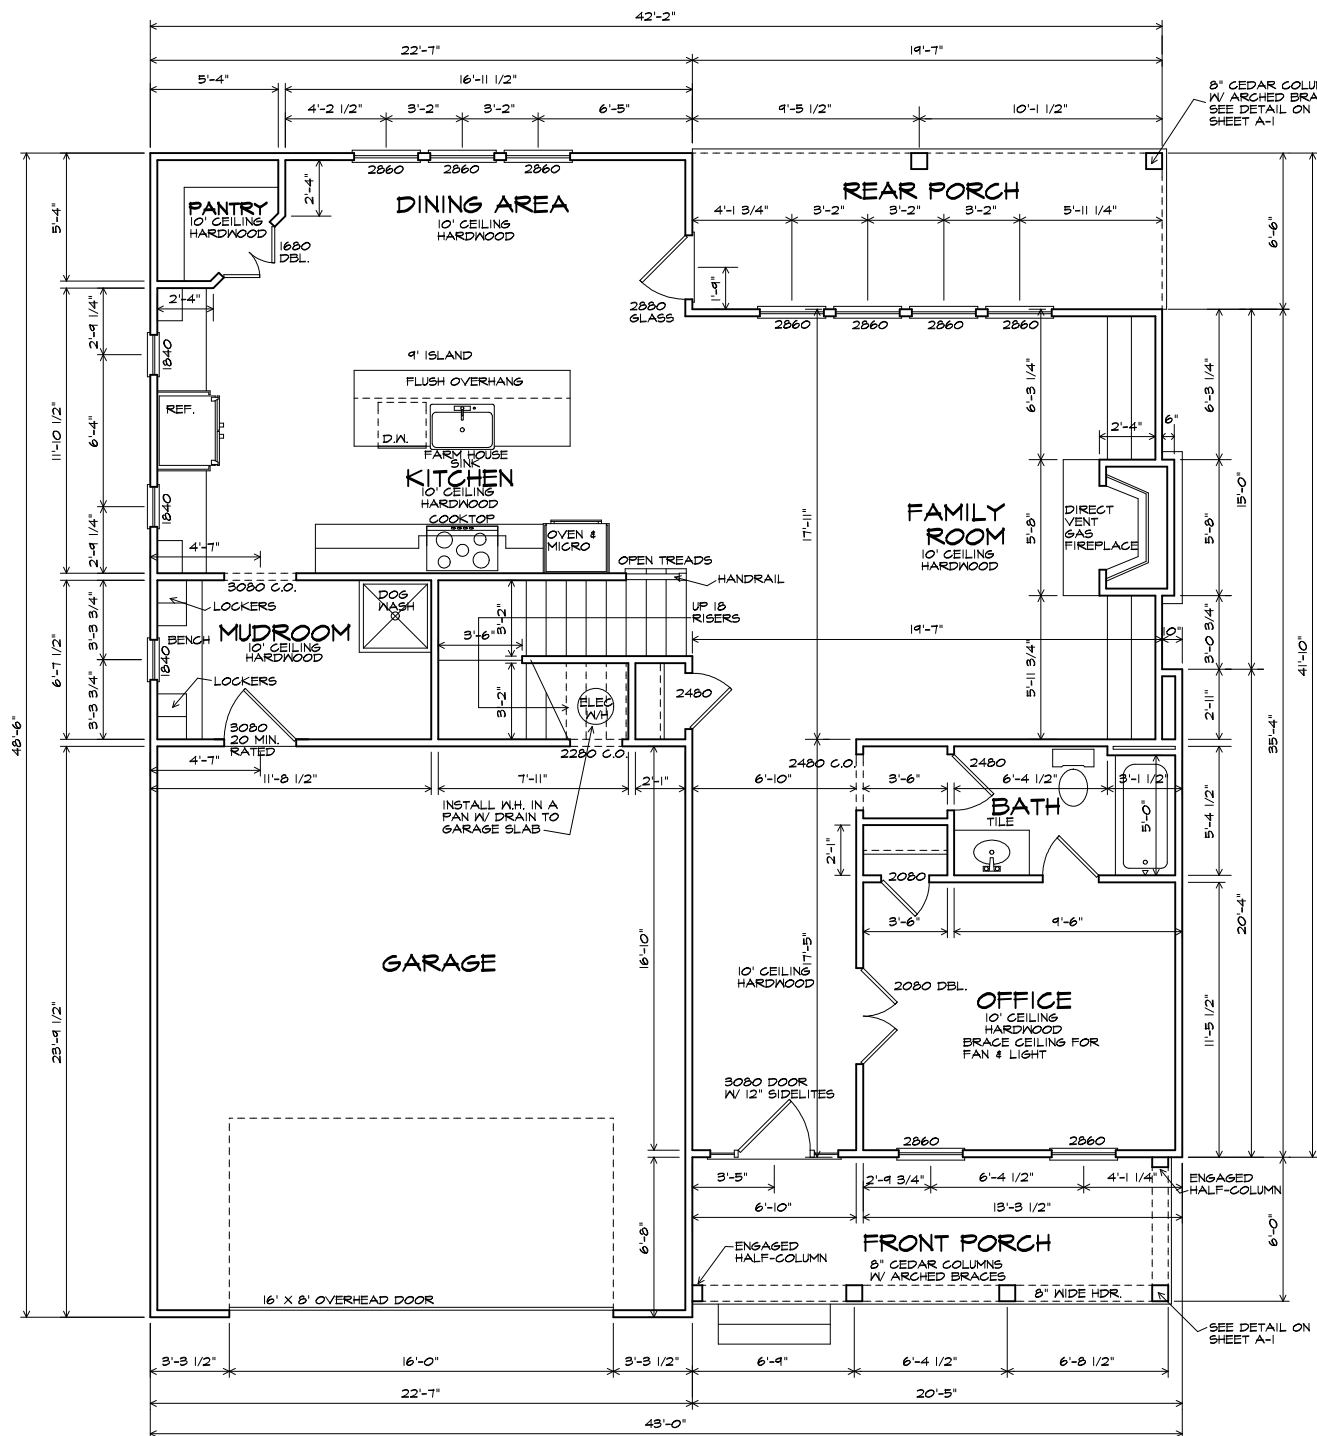 42'-2"
22'-7"
19'-7"
5'-4"
16'-11 1/2"
4'-2 1/2"
3'-2"
3'-2"
6'-5"
9'-5 1/2"
10'-1 1/2"
8" CEDAR
W/ ARCHED
SEE DETAIL ON
SHEET A-1
2860
2860
2860
PANTRY
10' CEILING
HARDWOOD
2'-4"
DINING AREA
10' CEILING
HARDWOOD
REAR PORCH
4'-1 3/4"
3'-2"
3'-2"
3'-2"
5'-11 1/4"
5'-4"
6'-6"
1680
DBL.
1'-9"
2880
GLASS
2'-4"
2860
2860
2860
2860
2'-9 1/4"
1840
9' ISLAND
FLUSH OVERHANG
REF.
D.W.
FARM HOUSE
SINK
KITCHEN
10' CEILING
HARDWOOD
COOKTOP
OVEN &
MICRO
11'-10 1/2"
6'-4"
1840
2'-9 1/4"
4'-7"
6'-3 1/4"
6'-3 1/4"
2'-4"
6"
15'-0"
17'-11"
FAMILY
ROOM
10' CEILING
HARDWOOD
5'-8"
DIRECT
VENT
GAS
FIREPLACE
5'-8"
OPEN TREADS
HANDRAIL
3080 C.O.
LOCKERS
DOG
WASH
UP 18
RISERS
3'-2"
3'-6"
19'-7"
10"
BENCH
MUDROOM
10' CEILING
HARDWOOD
3'-3 3/4"
6'-7 1/2"
1840
3'-3 3/4"
LOCKERS
3'-2"
ELEC
W/H
2480
5'-11 3/4"
3'-0 3/4"
2'-11"
41'-10"
35'-4"
48'-6"
3080
20 MIN.
RATED
4'-7"
2280 C.O.
2480 C.O.
2480
11'-8 1/2"
7'-11"
2'-1"
6'-10"
3'-6"
6'-4 1/2"
3'-1 1/2"
INSTALL W.H. IN A
PAN W/ DRAIN TO
GARAGE SLAB
BATH
TILE
5'-0"
5'-4 1/2"
2'-1"
2080
3'-6"
9'-6"
20'-4"
GARAGE
16'-10"
17'-5"
10' CEILING
HARDWOOD
2080 DBL.
OFFICE
10' CEILING
HARDWOOD
BRACE CEILING FOR
FAN & LIGHT
11'-5 1/2"
23'-9 1/2"
3080 DOOR
W/ 12" SIDELITES
2860
2860
3'-5"
2'-9 3/4"
6'-4 1/2"
4'-1 1/4"
ENGAGED
HALF-COLUMN
6'-10"
13'-3 1/2"
6'-8"
ENGAGED
HALF-COLUMN
FRONT PORCH
8" CEDAR COLUMNS
W/ ARCHED BRACES
6'-0"
8" WIDE HDR.
16' X 8' OVERHEAD DOOR
SEE DETAIL ON
SHEET A-1
3'-3 1/2"
16'-0"
3'-3 1/2"
6'-9"
6'-4 1/2"
6'-8 1/2"
22'-7"
20'-5"
43'-0"